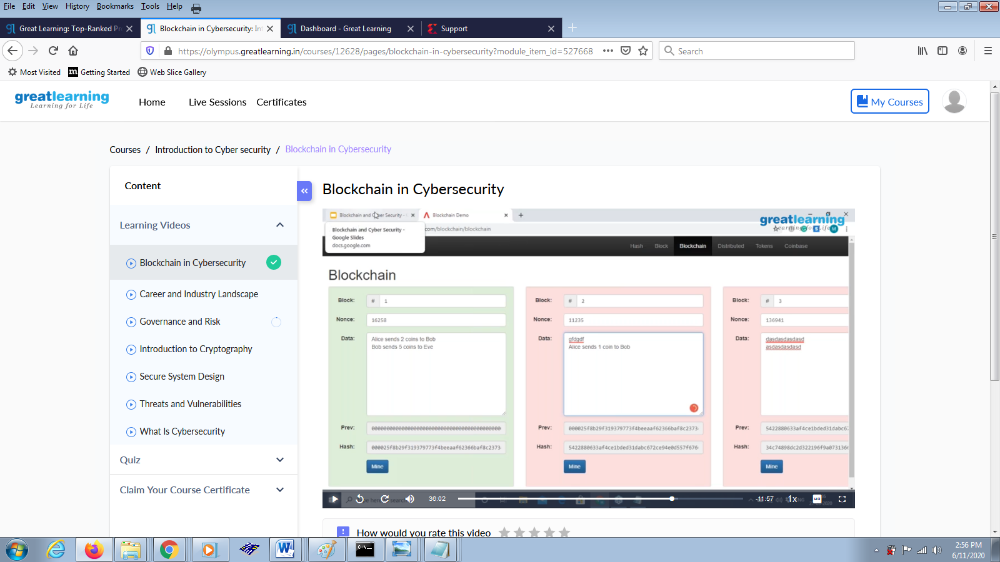 File Edit View History Bookmarks Tools Help
Great Learning: Top-Ranked Pr
Blockchain in Cybersecurity: Int
Dashboard - Great Learning
Support
https://olympus.greatlearning.in/courses/12628/pages/blockchain-in-cybersecurity?module_item_id=527668
Search
Most Visited Getting Started Web Slice Gallery
greatlearning
Learning for Life
Home Live Sessions Certificates
My Courses
Courses / Introduction to Cyber security / Blockchain in Cybersecurity
Content
Learning Videos
Blockchain in Cybersecurity
Career and Industry Landscape
Governance and Risk
Introduction to Cryptography
Secure System Design
Threats and Vulnerabilities
What Is Cybersecurity
Quiz
Claim Your Course Certificate
Blockchain in Cybersecurity
Blockchain and Cyber Security -
Blockchain Demo
greatlearning
Blockchain and Cyber Security -
Google Slides
docs.google.com
com/blockchain/blockchain
Hash Block Blockchain Distributed Tokens Coinbase
Blockchain
Block: # 1
Nonce: 16258
Data: Alice sends 2 coins to Bob
Bob sends 5 coins to Eve
Prev: 0000000000000000000000000000000000000000
Hash: 000025f8b29f319379773f4beeaaf62366baf8c2373
Mine
Block: # 2
Nonce: 11235
Data: gfdgdf
Alice sends 1 coin to Bob
Prev: 000025f8b29f319379773f4beeaaf62366baf8c2373
Hash: 5422880633af4ce1bded31dabc672ce94e0d557f676
Mine
Block: # 3
Nonce: 136941
Data: dasdasdasdasd
asdasdasdasd
Prev: 5422880633af4ce1bded31dabc67
Hash: 34c74898dc2d322196f9a073136
Mine
36:02
-11:57
1x
HD
How would you rate this video
2:56 PM
6/11/2020